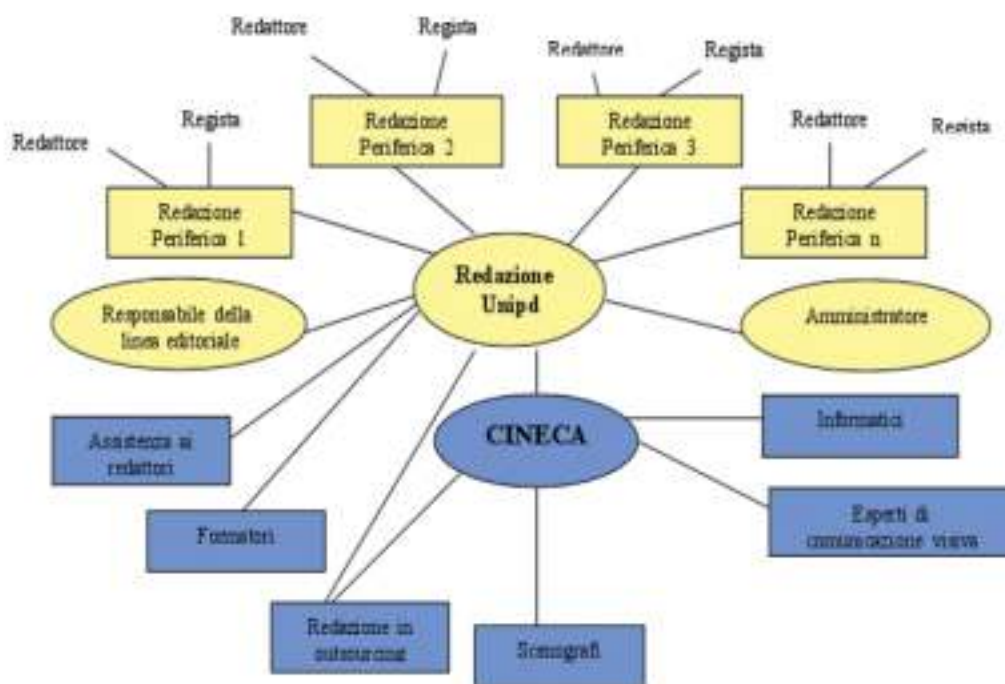 Redattore
Regista
Redattore
Regista
Redattore
Regista
Redattore
Regista
Redazione
Periferica 2
Redazione
Periferica 3
Redazione
Periferica 1
Redazione
Periferica n
Redazione
Unipd
Responsabile della
linea editoriale
Amministratore
CINECA
Assistenza ai
redattori
Informatici
Formatori
Esperti di
comunicazione visiva
Redazione in
outsourcing
Scenografi